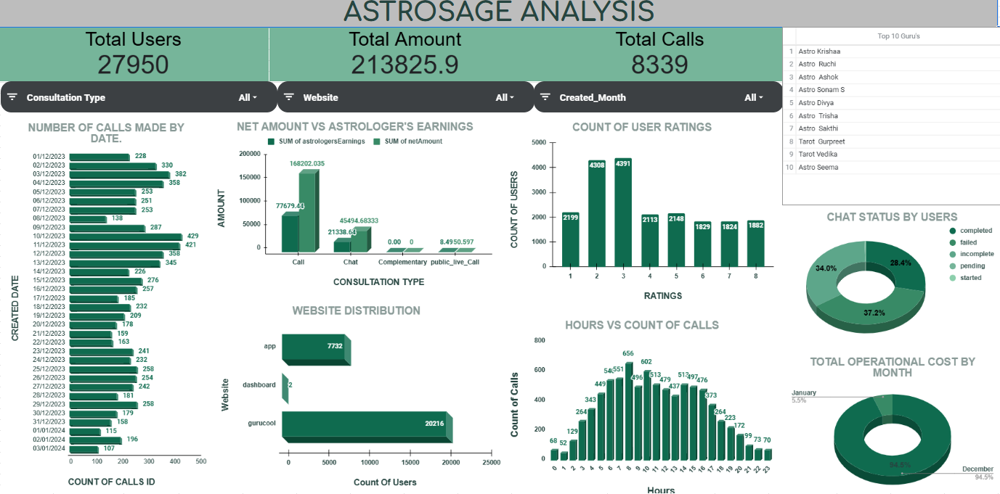 ASTROSAGE ANALYSIS
Total Users
27950
Total Amount
213825.9
Total Calls
8339
Top 10 Guru's
1 Astro Krishaa
2 Astro Ruchi
3 Astro Ashok
4 Astro Sonam S
5 Astro Divya
6 Astro Trisha
7 Astro Sakthi
8 Tarot Gurpreet
9 Tarot Vedika
10 Astro Seema
Consultation Type All
Website All
Created_Month All
NUMBER OF CALLS MADE BY
DATE.
CREATED DATE
01/12/2023 228
02/12/2023 330
03/12/2023 382
04/12/2023 358
05/12/2023 253
06/12/2023 251
07/12/2023 253
08/12/2023 138
09/12/2023 287
10/12/2023 429
11/12/2023 421
12/12/2023 358
13/12/2023 345
14/12/2023 226
15/12/2023 276
16/12/2023 257
17/12/2023 185
18/12/2023 232
19/12/2023 209
20/12/2023 178
21/12/2023 159
22/12/2023 163
23/12/2023 241
24/12/2023 232
25/12/2023 258
26/12/2023 254
27/12/2023 242
28/12/2023 181
29/12/2023 258
30/12/2023 179
31/12/2023 158
01/01/2024 115
02/01/2024 196
03/01/2024 107
0 100 200 300 400 500
COUNT OF CALLS ID
NET AMOUNT VS ASTROLOGER'S EARNINGS
SUM of astrologersEarnings SUM of netAmount
AMOUNT
200000
150000
100000
50000
0
77679.44 168202.035
21338.64 45494.68333
0.00 0
8.49 50.597
Call Chat Complementary public_live_Call
CONSULTATION TYPE
WEBSITE DISTRIBUTION
Website
app 7732
dashboard 2
gurucool 20216
0 5000 10000 15000 20000 25000
Count Of Users
COUNT OF USER RATINGS
COUNT OF USERS
5000
4000
3000
2000
1000
0
2199 4308 4391 2113 2148 1829 1824 1882
1 2 3 4 5 6 7 8
RATINGS
HOURS VS COUNT OF CALLS
Count of Calls
800
600
400
200
0
68 52 129 264 343 449 551 656 496 602 513 479 437 512 497 476 373 264 223 172 99 73 70
0 1 2 3 4 5 6 7 8 9 10 11 12 13 14 15 16 17 18 19 20 21 22 23
Hours
CHAT STATUS BY USERS
completed
failed
incomplete
pending
started
28.4%
37.2%
34.0%
TOTAL OPERATIONAL COST BY
MONTH
January
5.5%
94.5%
December
94.5%